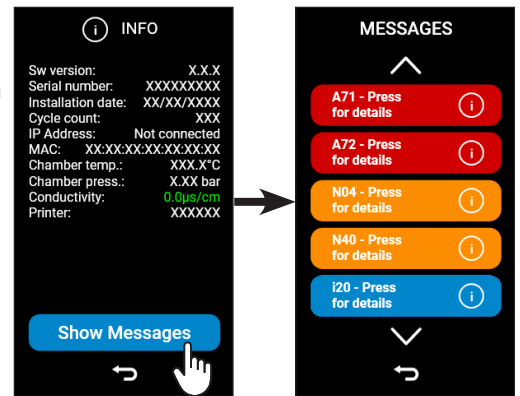 INFO
Sw version: X.X.X
Serial number: XXXXXXXXX
Installation date: XX/XX/XXXX
Cycle count: XXX
IP Address: Not connected
MAC: XX:XX:XX:XX:XX:XX:XX
Chamber temp.: XXX.X°C
Chamber press.: X.XX bar
Conductivity: 0.0µs/cm
Printer: XXXXXX
Show Messages
MESSAGES
A71 - Press
for details
A72 - Press
for details
N04 - Press
for details
N40 - Press
for details
i20 - Press
for details